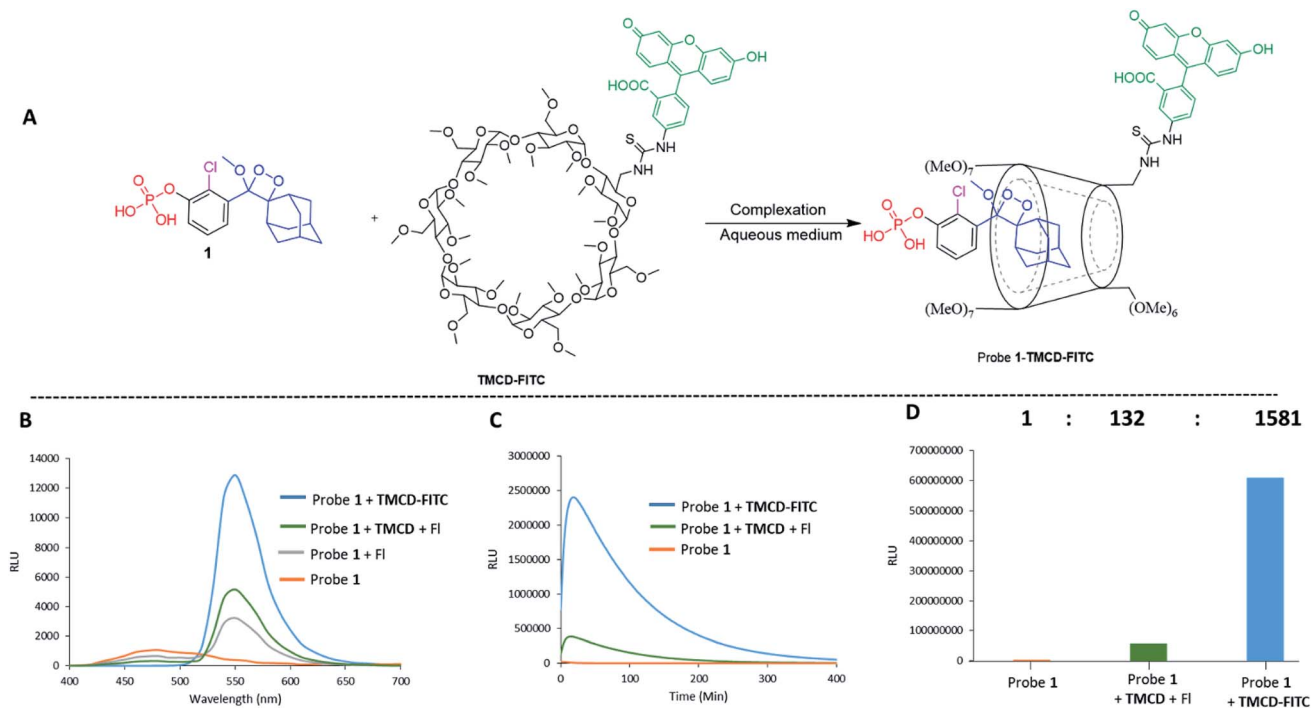 A
O
OH
O
HOOC
S
NH
NH
O
Cl
O
O
O
P
HO
OH
1
+
TMCD-FITC
Complexation
Aqueous medium
O
O
OH
HOOC
S
NH
NH
(MeO)7
O
Cl
O
O
O
P
HO
OH
(MeO)7
(OMe)6
Probe 1-TMCD-FITC
B
14000
12000
10000
8000
6000
4000
2000
0
RLU
400
450
500
550
600
650
700
Wavelength (nm)
Probe 1 + TMCD-FITC
Probe 1 + TMCD + Fl
Probe 1 + Fl
Probe 1
C
3000000
2500000
2000000
1500000
1000000
500000
0
RLU
0
100
200
300
400
Time (Min)
Probe 1 + TMCD-FITC
Probe 1 + TMCD + Fl
Probe 1
D
1 : 132 : 1581
700000000
600000000
500000000
400000000
300000000
200000000
100000000
0
RLU
Probe 1
Probe 1
+ TMCD + Fl
Probe 1
+ TMCD-FITC